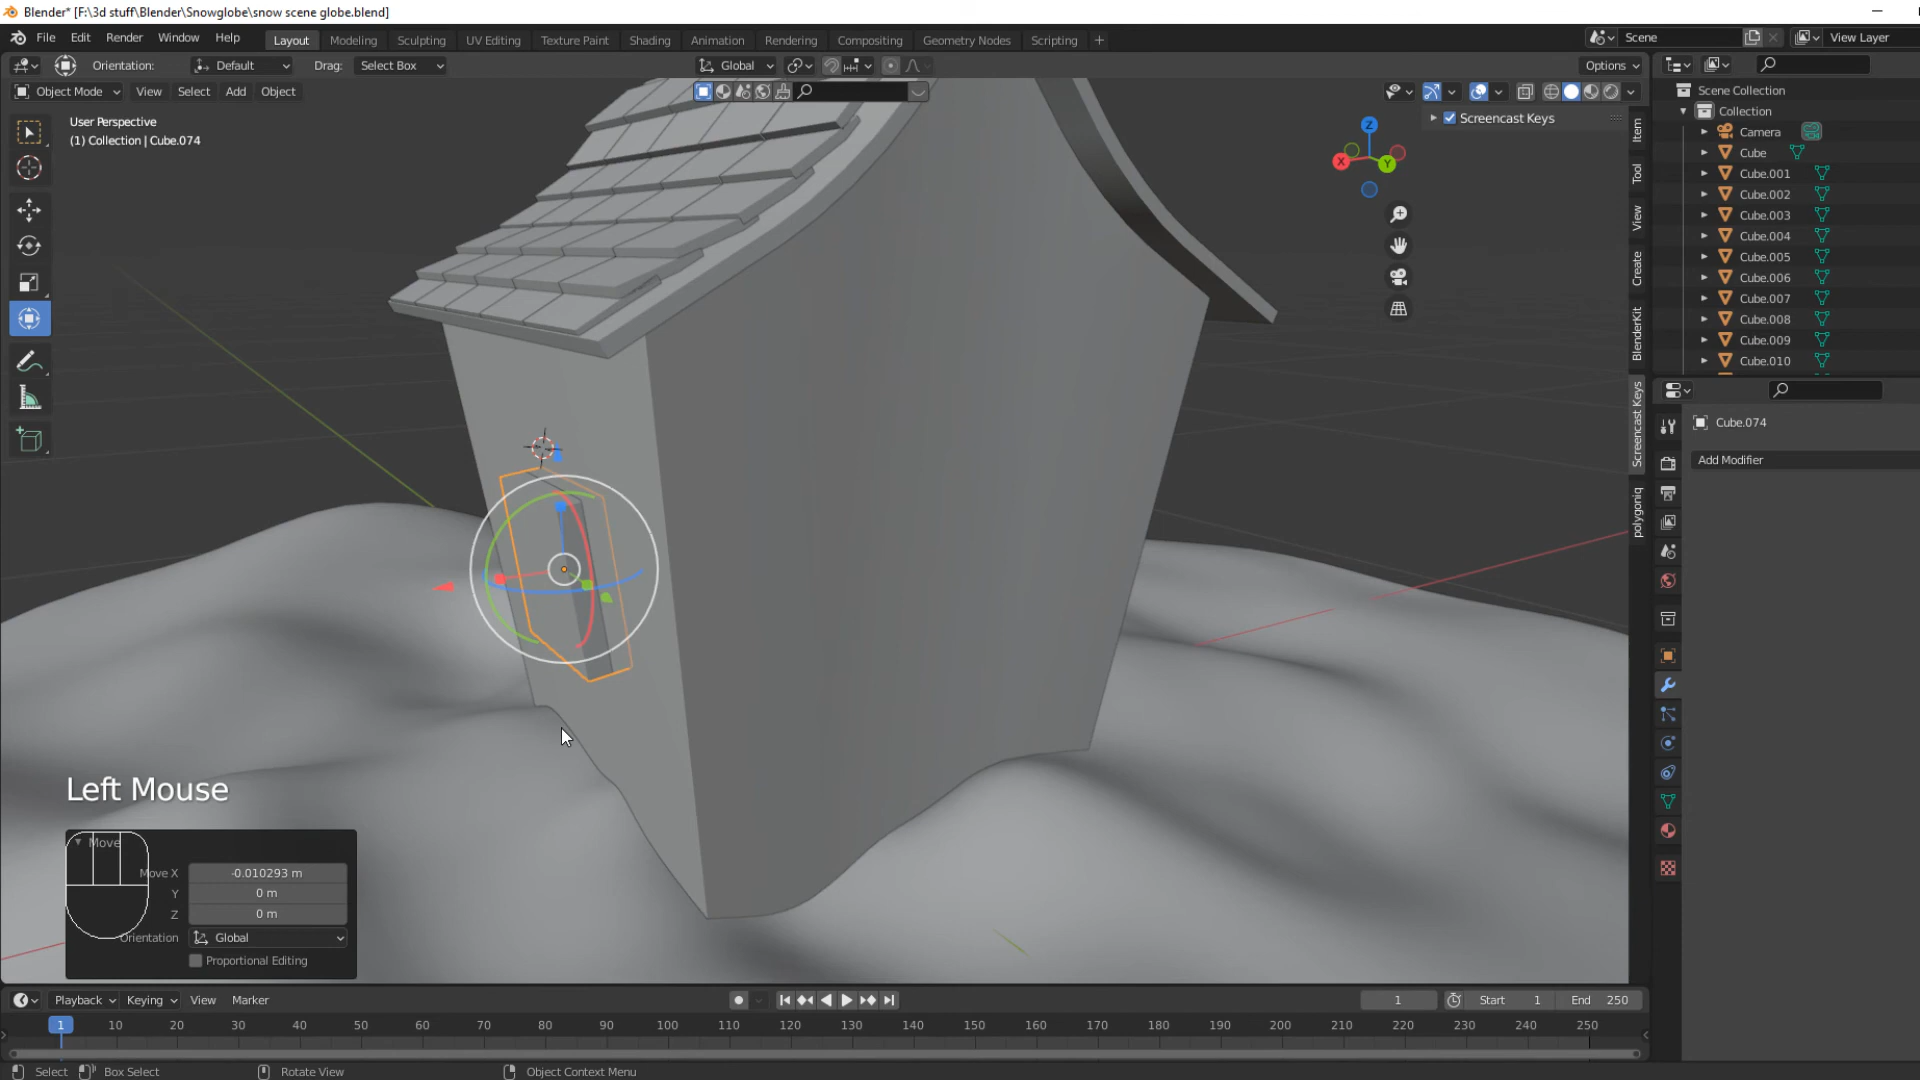 Blender* [F:\3d stuff\Blender\Snowglobe\snow scene globe.blend]
File Edit Render Window Help Layout Modeling Sculpting UV Editing Texture Paint Shading Animation Rendering Compositing Geometry Nodes Scripting + Scene View Layer
Orientation: Default Drag: Select Box Global Options
Object Mode View Select Add Object
User Perspective
(1) Collection | Cube.074
Screencast Keys
Z
X
Y
Item
Tool
View
Create
BlenderKit
Screencast Keys
polygoniq
Scene Collection
Collection
Camera
Cube
Cube.001
Cube.002
Cube.003
Cube.004
Cube.005
Cube.006
Cube.007
Cube.008
Cube.009
Cube.010
Cube.074
Add Modifier
Left Mouse
Move
Move X -0.010293 m
Y 0 m
Z 0 m
Orientation Global
Proportional Editing
Playback Keying View Marker 1 Start 1 End 250
1 10 20 30 40 50 60 70 80 90 100 110 120 130 140 150 160 170 180 190 200 210 220 230 240 250
Select Box Select Rotate View Object Context Menu